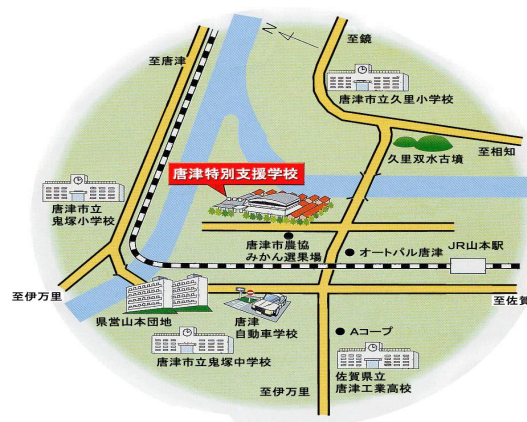 N
至唐津
至鏡
唐津市立久里小学校
久里双水古墳
至相知
唐津特別支援学校
唐津市立
鬼塚小学校
唐津市農協
みかん選果場
オートパル唐津
JR山本駅
至伊万里
至佐賀
県営山本団地
唐津
自動車学校
Aコープ
唐津市立鬼塚中学校
佐賀県立
唐津工業高校
至伊万里